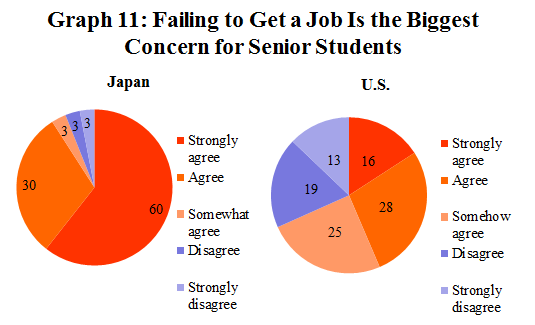 Graph 11: Failing to Get a Job Is the Biggest
Concern for Senior Students
Japan
3
3
3
30
60
Strongly
agree
Agree
Somewhat
agree
Disagree
Strongly
disagree
U.S.
13
16
19
28
25
Strongly
agree
Agree
Somehow
agree
Disagree
Strongly
disagree